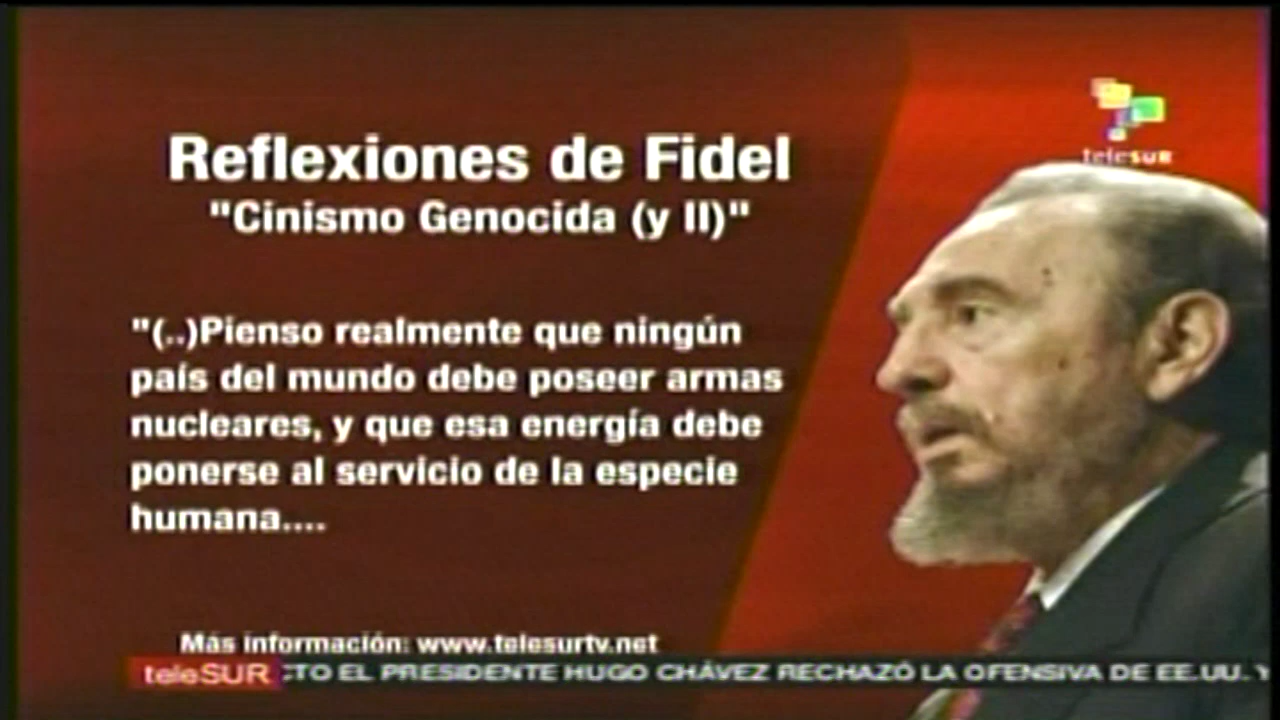 teleSUR
Reflexiones de Fidel
"Cinismo Genocida (y II)"
"(..)Pienso realmente que ningún
país del mundo debe poseer armas
nucleares, y que esa energía debe
ponerse al servicio de la especie
humana....
Más información: www.telesurtv.net
teleSUR CTO EL PRESIDENTE HUGO CHÁVEZ RECHAZÓ LA OFENSIVA DE EE.UU. Y